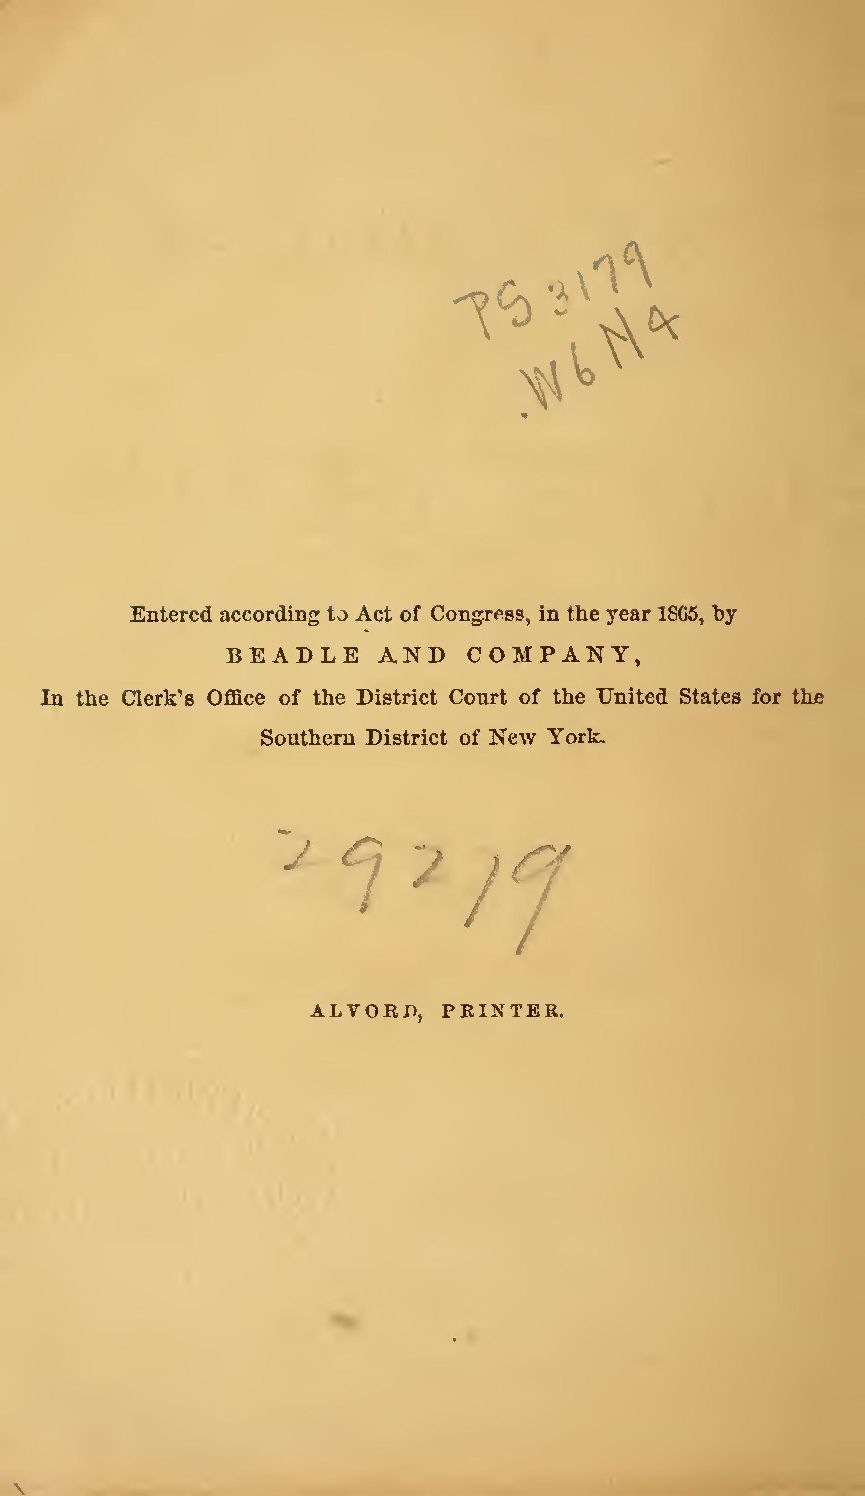 PS 3179
.W6N4
Entered according to Act of Congress, in the year 1865, by
BEADLE AND COMPANY,
In the Clerk's Office of the District Court of the United States for the
Southern District of New York.
29219
ALVORD, PRINTER.